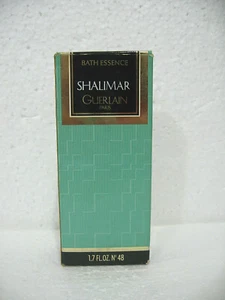 BATH ESSENCE
SHALIMAR
GUERLAIN
PARIS
1.7 FL.OZ. N° 48